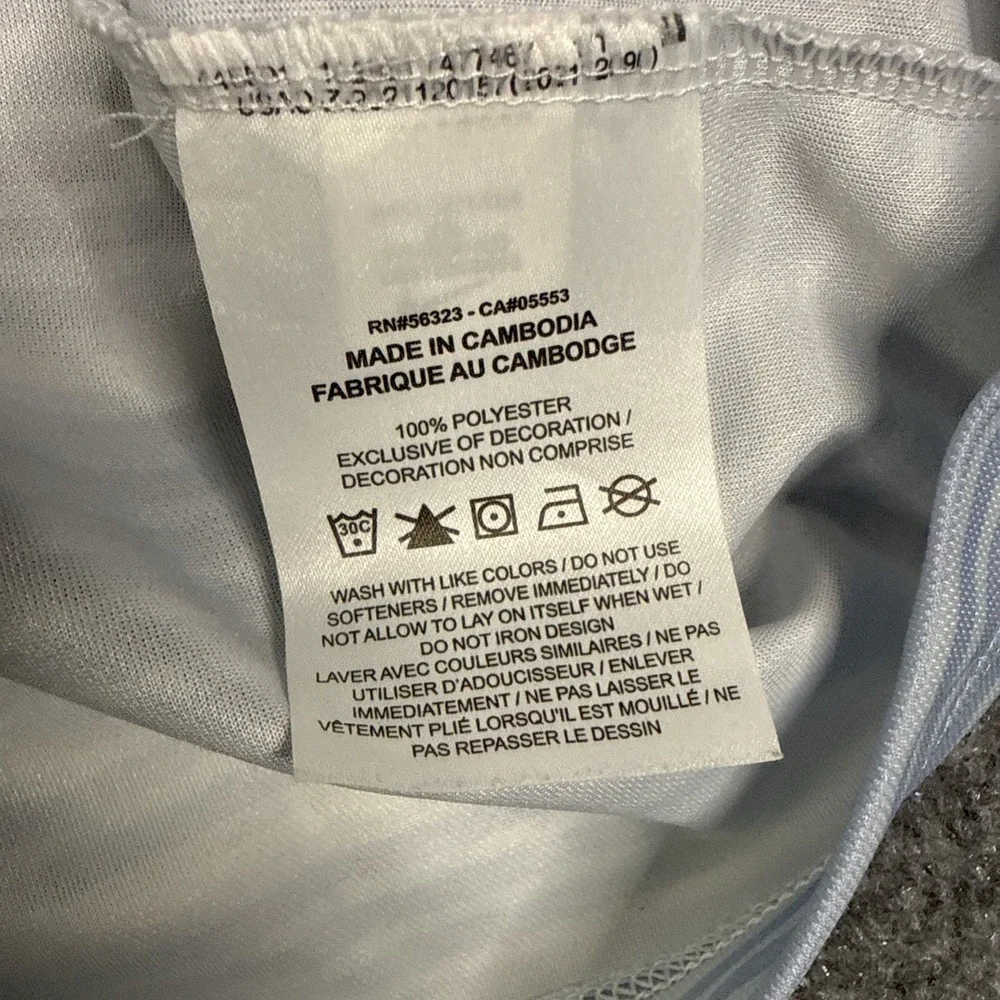 RN#56323 - CA#05553
MADE IN CAMBODIA
FABRIQUE AU CAMBODGE
100% POLYESTER
EXCLUSIVE OF DECORATION /
DECORATION NON COMPRISE
30C
WASH WITH LIKE COLORS / DO NOT USE
SOFTENERS / REMOVE IMMEDIATELY / DO
NOT ALLOW TO LAY ON ITSELF WHEN WET /
DO NOT IRON DESIGN
LAVER AVEC COULEURS SIMILAIRES / NE PAS
UTILISER D'ADOUCISSEUR / ENLEVER
IMMEDIATEMENT / NE PAS LAISSER LE
VÊTEMENT PLIÉ LORSQU'IL EST MOUILLÉ / NE
PAS REPASSER LE DESSIN